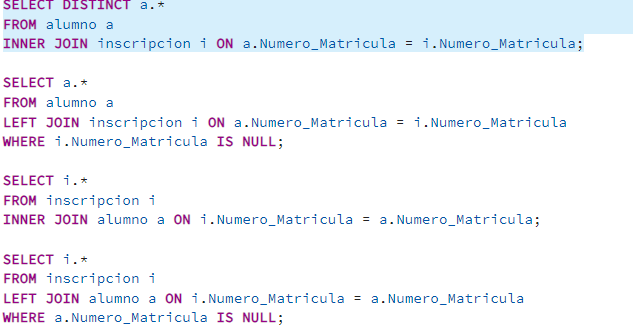 SELECT DISTINCT a.*
FROM alumno a
INNER JOIN inscripcion i ON a.Numero_Matricula = i.Numero_Matricula;
SELECT a.*
FROM alumno a
LEFT JOIN inscripcion i ON a.Numero_Matricula = i.Numero_Matricula
WHERE i.Numero_Matricula IS NULL;
SELECT i.*
FROM inscripcion i
INNER JOIN alumno a ON i.Numero_Matricula = a.Numero_Matricula;
SELECT i.*
FROM inscripcion i
LEFT JOIN alumno a ON i.Numero_Matricula = a.Numero_Matricula
WHERE a.Numero_Matricula IS NULL;